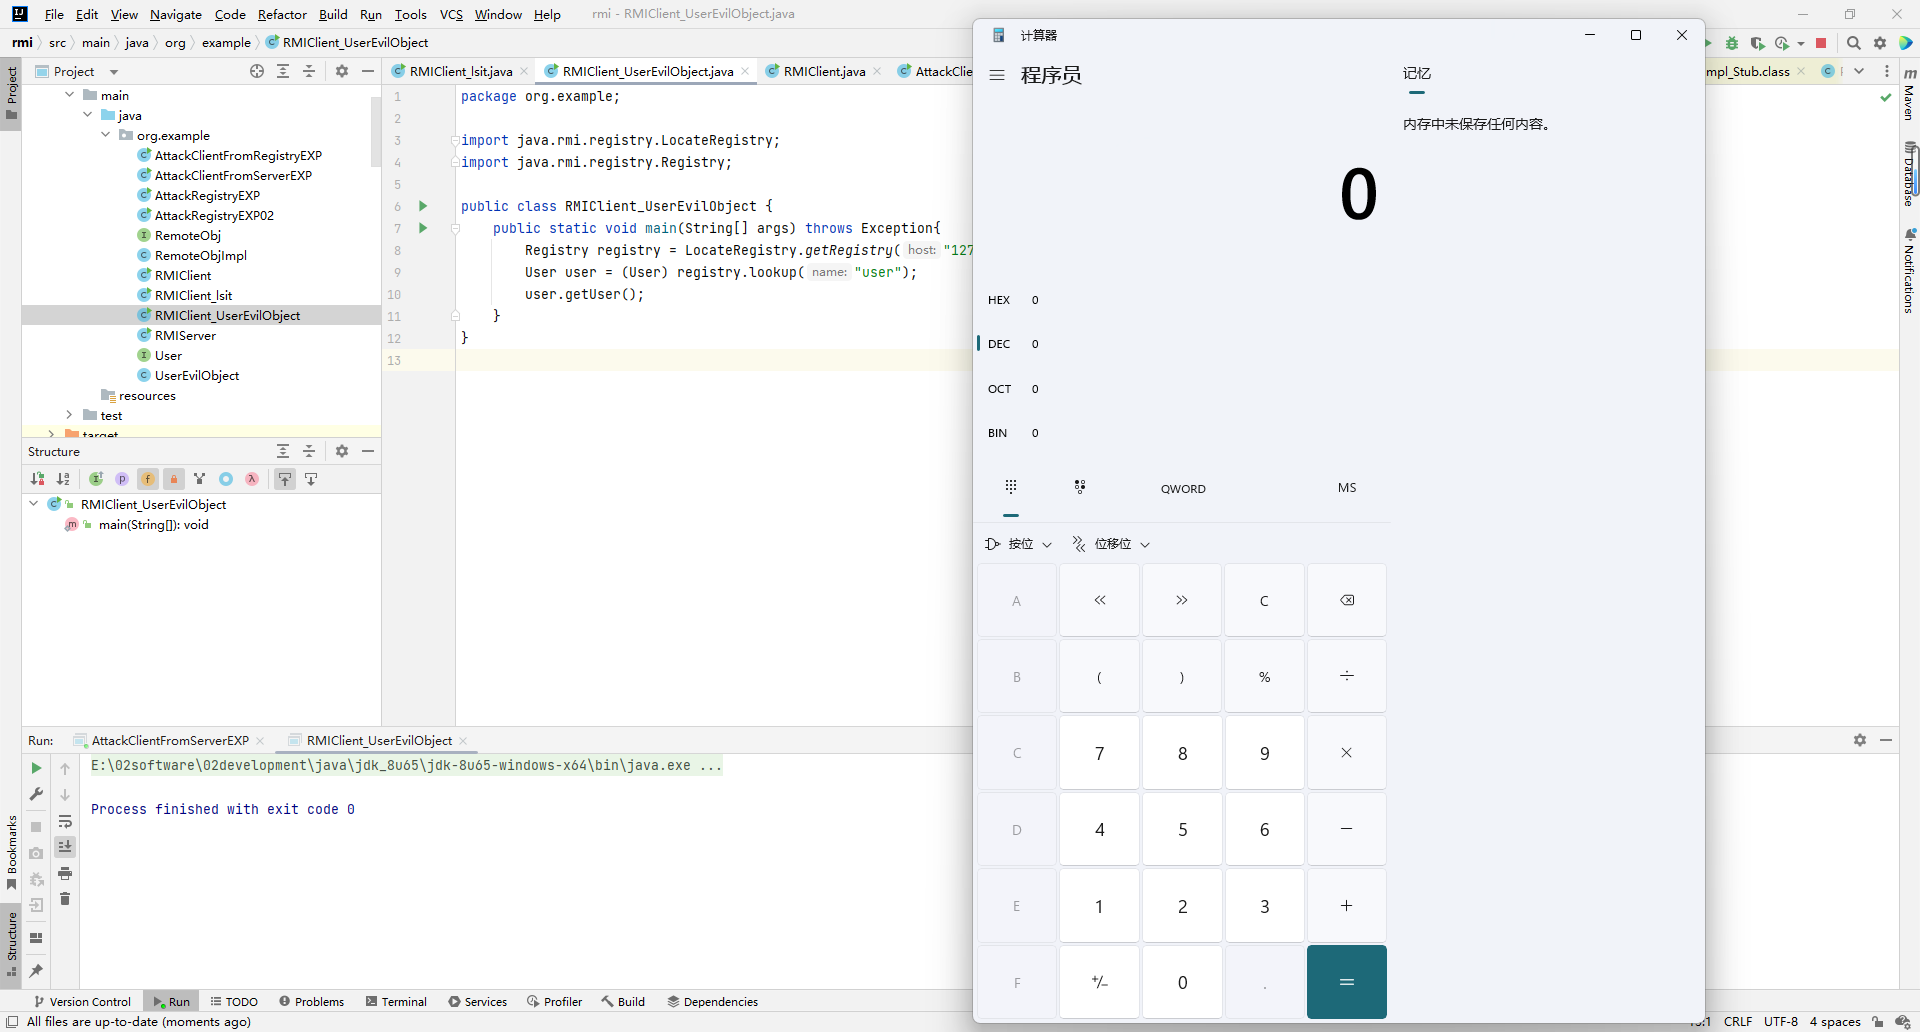 File Edit View Navigate Code Refactor Build Run Tools VCS Window Help rmi - RMIClient_UserEvilObject.java
rmi src main java org example RMIClient_UserEvilObject
Project
Project
RMIClient_lsit.java
RMIClient_UserEvilObject.java
RMIClient.java
AttackClie
mpl_Stub.class
main
java
org.example
AttackClientFromRegistryEXP
AttackClientFromServerEXP
AttackRegistryEXP
AttackRegistryEXP02
RemoteObj
RemoteObjImpl
RMIClient
RMIClient_lsit
RMIClient_UserEvilObject
RMIServer
User
UserEvilObject
resources
test
target
1 package org.example;
2
3 import java.rmi.registry.LocateRegistry;
4 import java.rmi.registry.Registry;
5
6 public class RMIClient_UserEvilObject {
7 public static void main(String[] args) throws Exception{
8 Registry registry = LocateRegistry.getRegistry( host: "127
9 User user = (User) registry.lookup( name: "user");
10 user.getUser();
11 }
12 }
13
Structure
RMIClient_UserEvilObject
main(String[]): void
Run: AttackClientFromServerEXP RMIClient_UserEvilObject
E:\02software\02development\java\jdk_8u65\jdk-8u65-windows-x64\bin\java.exe ...
Process finished with exit code 0
Bookmarks
Structure
Version Control Run TODO Problems Terminal Services Profiler Build Dependencies
All files are up-to-date (moments ago)
CRLF UTF-8 4 spaces
Maven
Database
Notifications
计算器
程序员
记忆
内存中未保存任何内容。
0
HEX 0
DEC 0
OCT 0
BIN 0
QWORD MS
按位 位移位
A « » C
B ( ) % ÷
C 7 8 9 ×
D 4 5 6 −
E 1 2 3 +
F +/− 0 . =